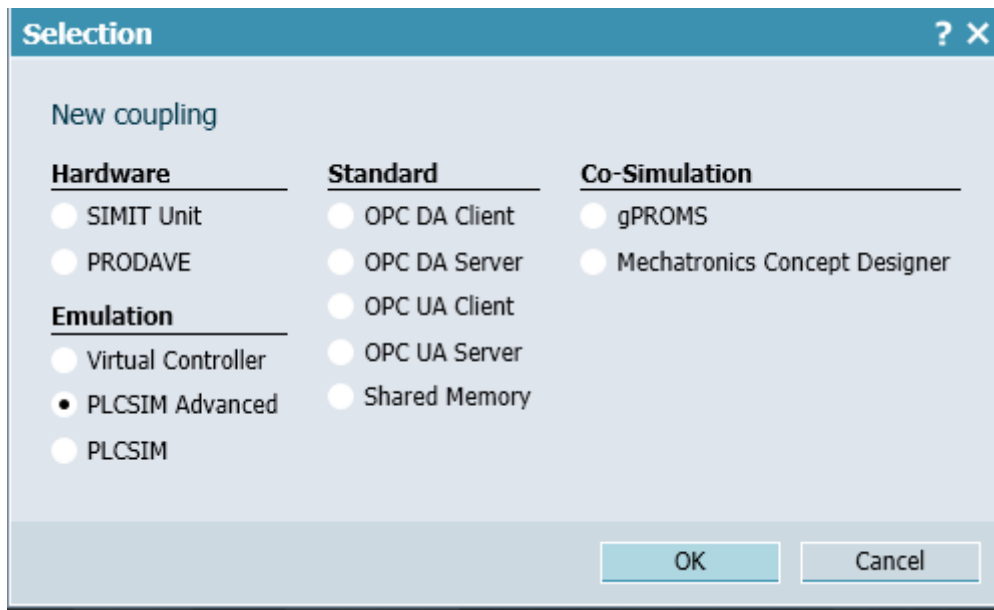 Selection ? ×
New coupling
Hardware
SIMIT Unit
PRODAVE
Emulation
Virtual Controller
PLCSIM Advanced
PLCSIM
Standard
OPC DA Client
OPC DA Server
OPC UA Client
OPC UA Server
Shared Memory
Co-Simulation
gPROMS
Mechatronics Concept Designer
OK
Cancel